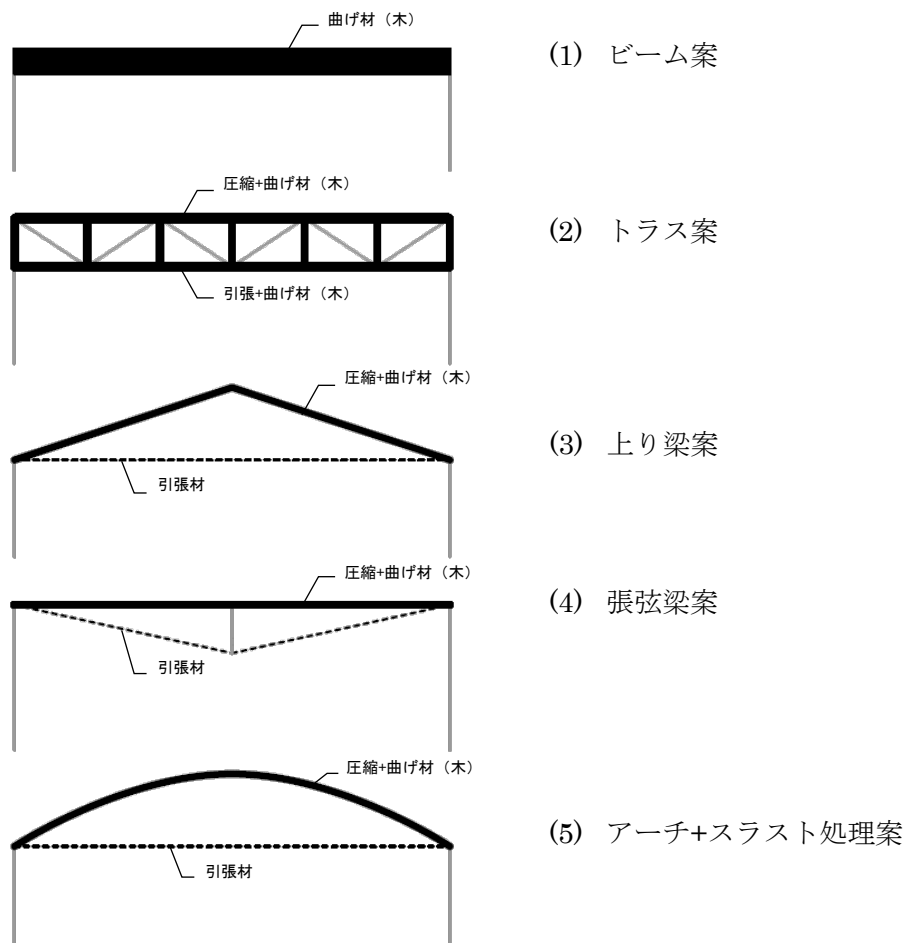 曲げ材（木）
(1) ビーム案
圧縮+曲げ材（木）
(2) トラス案
引張+曲げ材（木）
圧縮+曲げ材（木）
(3) 上り梁案
引張材
圧縮+曲げ材（木）
(4) 張弦梁案
引張材
圧縮+曲げ材（木）
(5) アーチ+スラスト処理案
引張材